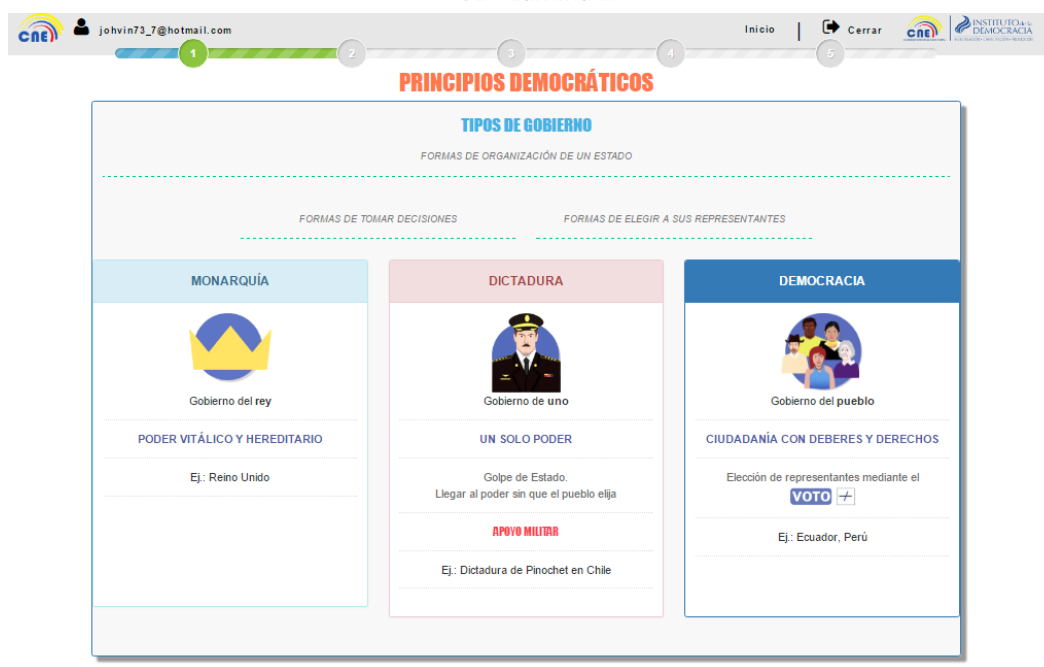 CNE
johvin73_7@hotmail.com
Inicio | Cerrar
CNE
INSTITUTO de la
DEMOCRACIA
1 2 3 4 5
PRINCIPIOS DEMOCRÁTICOS
TIPOS DE GOBIERNO
FORMAS DE ORGANIZACIÓN DE UN ESTADO
FORMAS DE TOMAR DECISIONES
FORMAS DE ELEGIR A SUS REPRESENTANTES
MONARQUÍA
Gobierno del rey
PODER VITÁLICO Y HEREDITARIO
Ej.: Reino Unido
DICTADURA
Gobierno de uno
UN SOLO PODER
Golpe de Estado.
Llegar al poder sin que el pueblo elija
APOYO MILITAR
Ej.: Dictadura de Pinochet en Chile
DEMOCRACIA
Gobierno del pueblo
CIUDADANÍA CON DEBERES Y DERECHOS
Elección de representantes mediante el
VOTO
Ej.: Ecuador, Perú